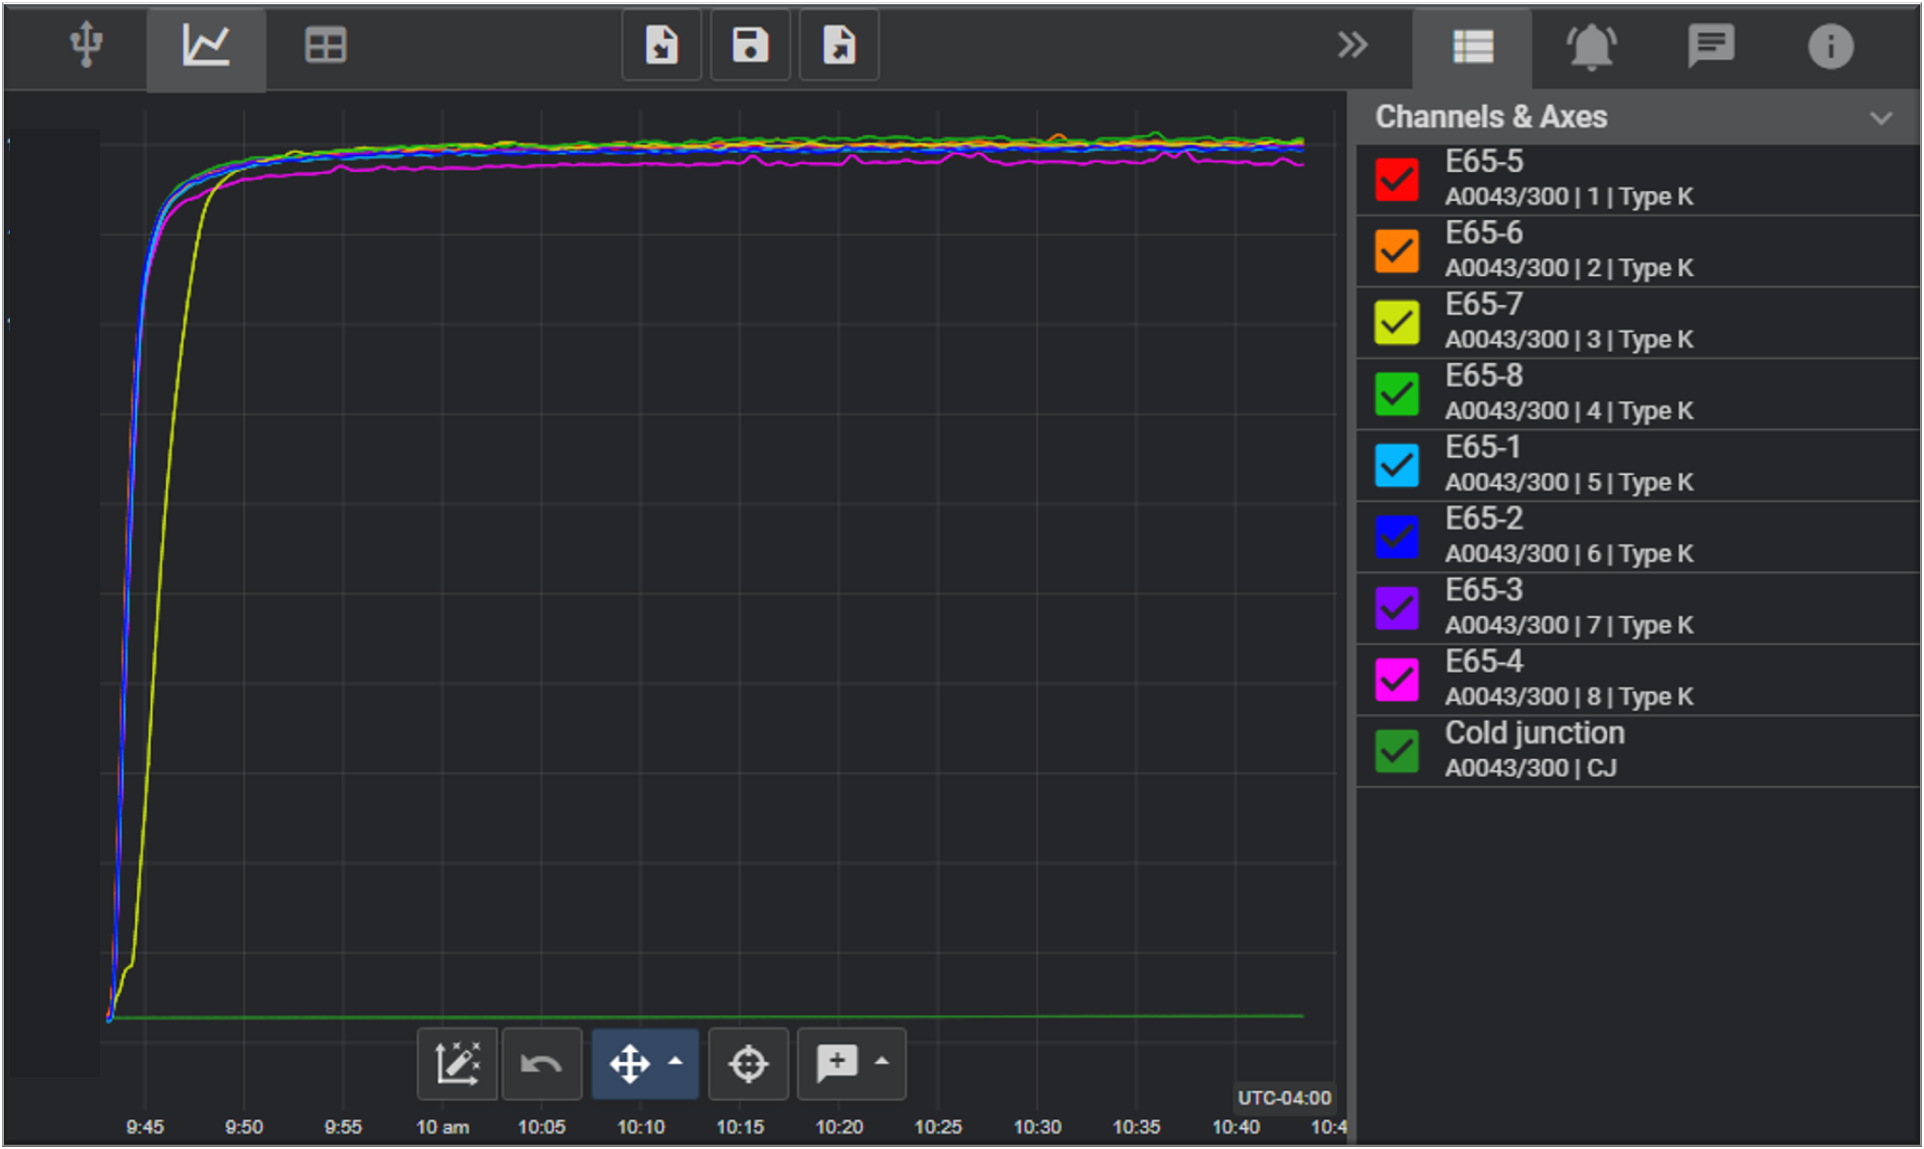 Channels & Axes
E65-5
A0043/300 | 1 | Type K
E65-6
A0043/300 | 2 | Type K
E65-7
A0043/300 | 3 | Type K
E65-8
A0043/300 | 4 | Type K
E65-1
A0043/300 | 5 | Type K
E65-2
A0043/300 | 6 | Type K
E65-3
A0043/300 | 7 | Type K
E65-4
A0043/300 | 8 | Type K
Cold junction
A0043/300 | CJ
UTC-04:00
9:45 9:50 9:55 10 am 10:05 10:10 10:15 10:20 10:25 10:30 10:35 10:40 10:4